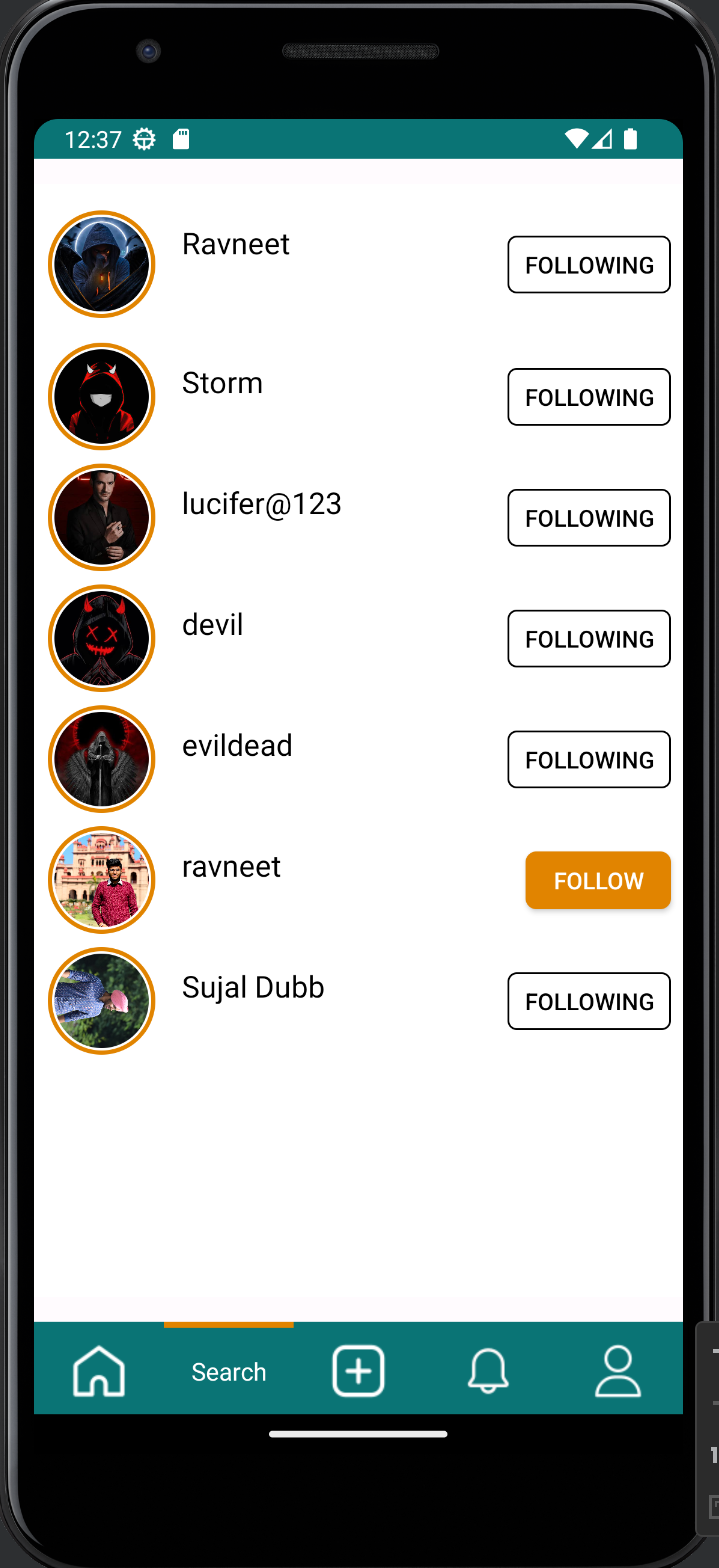 12:37
Ravneet
FOLLOWING
Storm
FOLLOWING
lucifer@123
FOLLOWING
devil
FOLLOWING
evildead
FOLLOWING
ravneet
FOLLOW
Sujal Dubb
FOLLOWING
Search